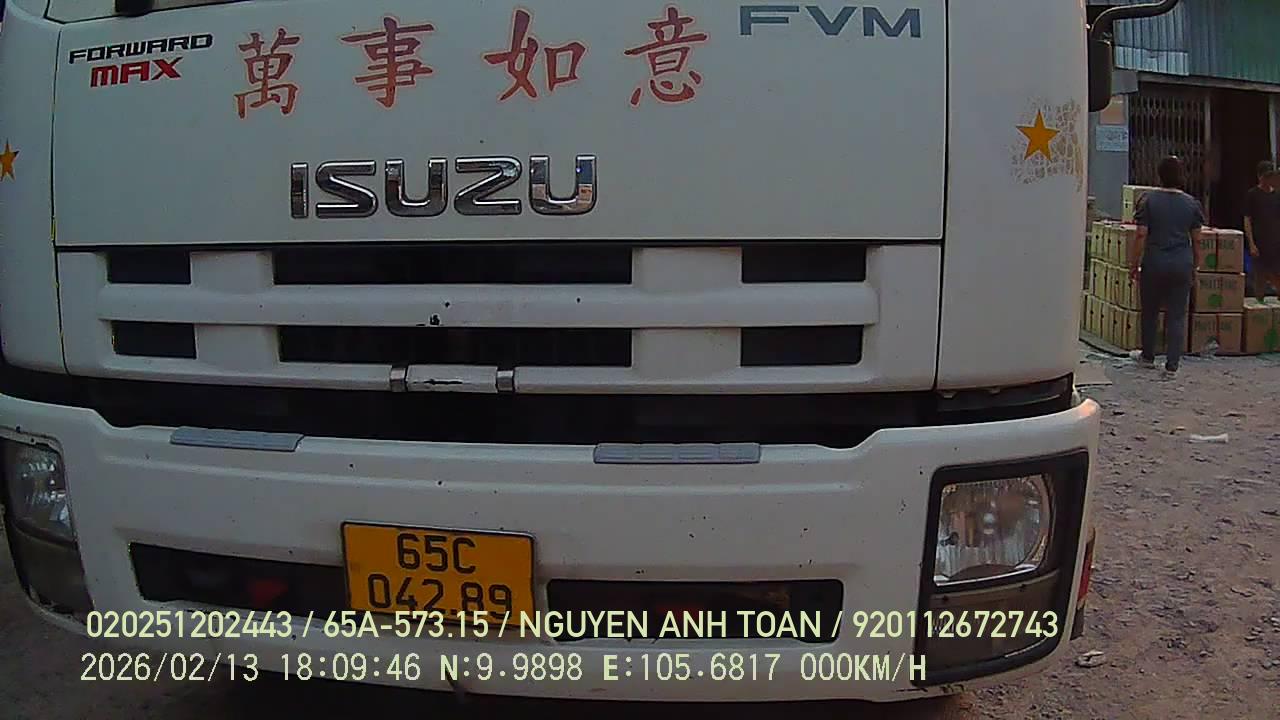 FORWARD
MAX
萬事如意
FVM
ISUZU
65C
042.89
020251202443 / 65A-573.15 / NGUYEN ANH TOAN / 920112672743
2026/02/13 18:09:46 N:9.9898 E:105.6817 000KM/H